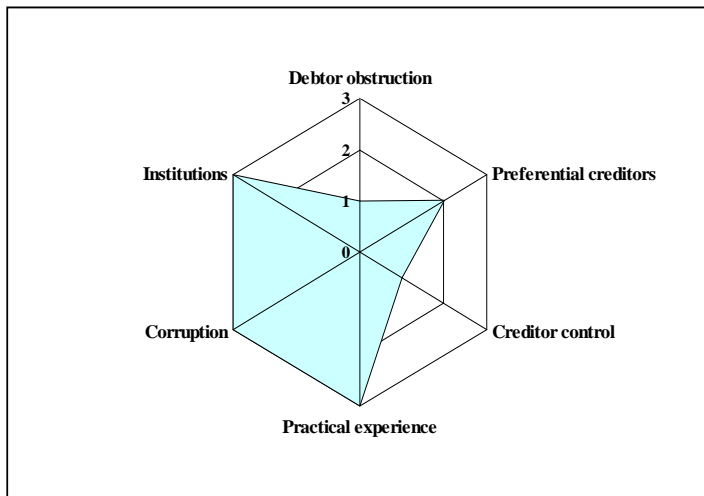 Debtor obstruction
3
2
Institutions
Preferential creditors
1
0
Corruption
Creditor control
Practical experience